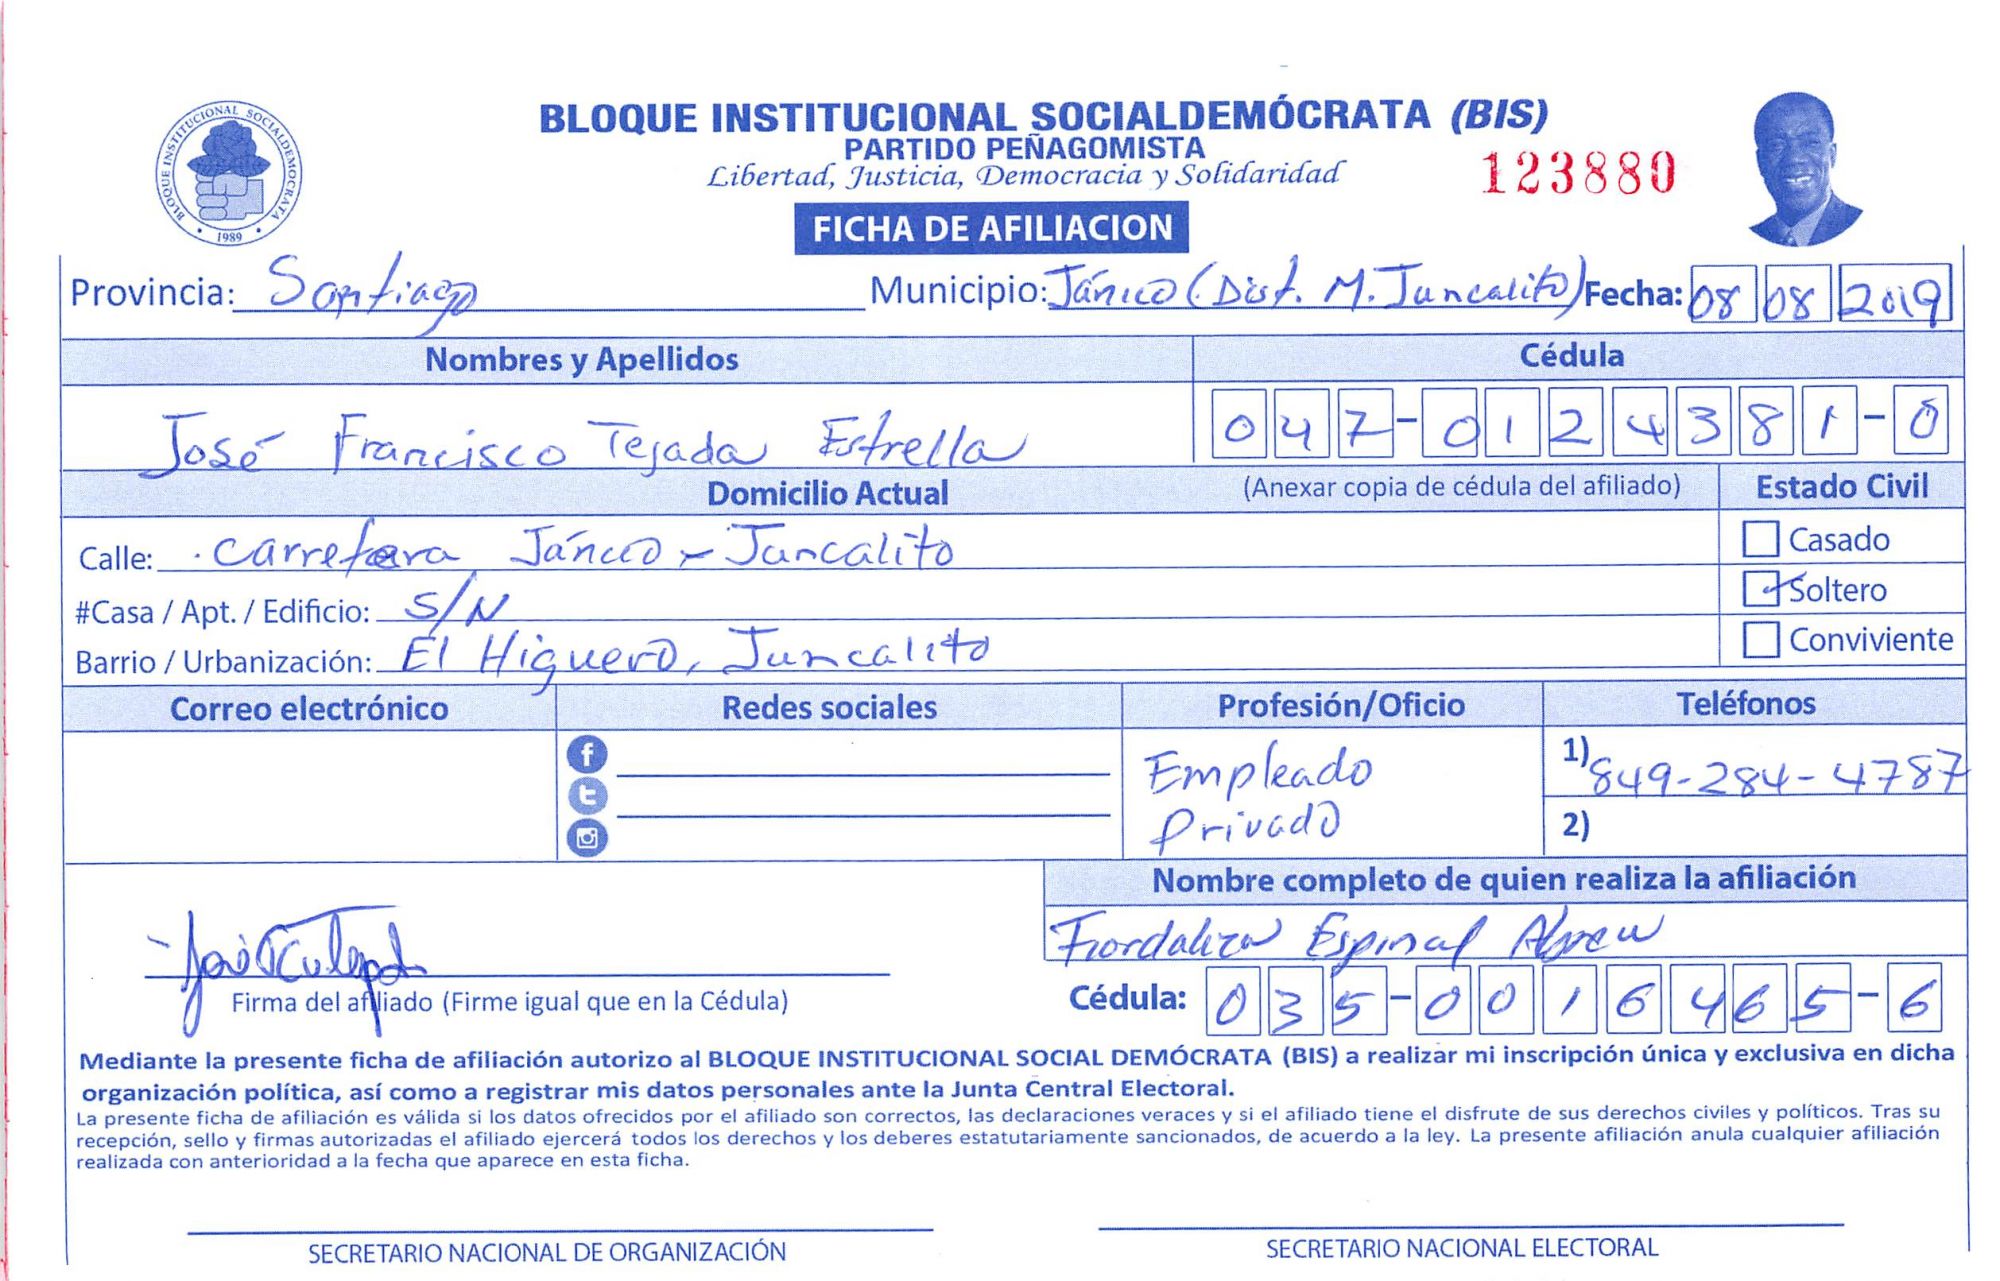 BLOQUE INSTITUCIONAL SOCIALDEMÓCRATA
1989
BLOQUE INSTITUCIONAL SOCIALDEMÓCRATA (BIS)
PARTIDO PEÑAGOMISTA
Libertad, Justicia, Democracia y Solidaridad
123880
FICHA DE AFILIACION
Provincia: Santiago Municipio: Jánico (Dist. M. Juncalito) Fecha: 08 08 2019
Nombres y Apellidos Cédula
José Francisco Tejada Estrella 047-0124381-0
Domicilio Actual (Anexar copia de cédula del afiliado) Estado Civil
Calle: Carretera Jánico - Juncalito Casado
#Casa / Apt. / Edificio: S/N Soltero
Barrio / Urbanización: El Higuero, Juncalito Conviviente
Correo electrónico Redes sociales Profesión/Oficio Teléfonos
Empleado 1) 849-284-4787
Privado 2)
Nombre completo de quien realiza la afiliación
Fiordaliza Espinal Abreu
Firma del afiliado (Firme igual que en la Cédula) Cédula: 035-0016465-6
Mediante la presente ficha de afiliación autorizo al BLOQUE INSTITUCIONAL SOCIAL DEMÓCRATA (BIS) a realizar mi inscripción única y exclusiva en dicha
organización política, así como a registrar mis datos personales ante la Junta Central Electoral.
La presente ficha de afiliación es válida si los datos ofrecidos por el afiliado son correctos, las declaraciones veraces y si el afiliado tiene el disfrute de sus derechos civiles y políticos. Tras su
recepción, sello y firmas autorizadas el afiliado ejercerá todos los derechos y los deberes estatutariamente sancionados, de acuerdo a la ley. La presente afiliación anula cualquier afiliación
realizada con anterioridad a la fecha que aparece en esta ficha.
SECRETARIO NACIONAL DE ORGANIZACIÓN SECRETARIO NACIONAL ELECTORAL